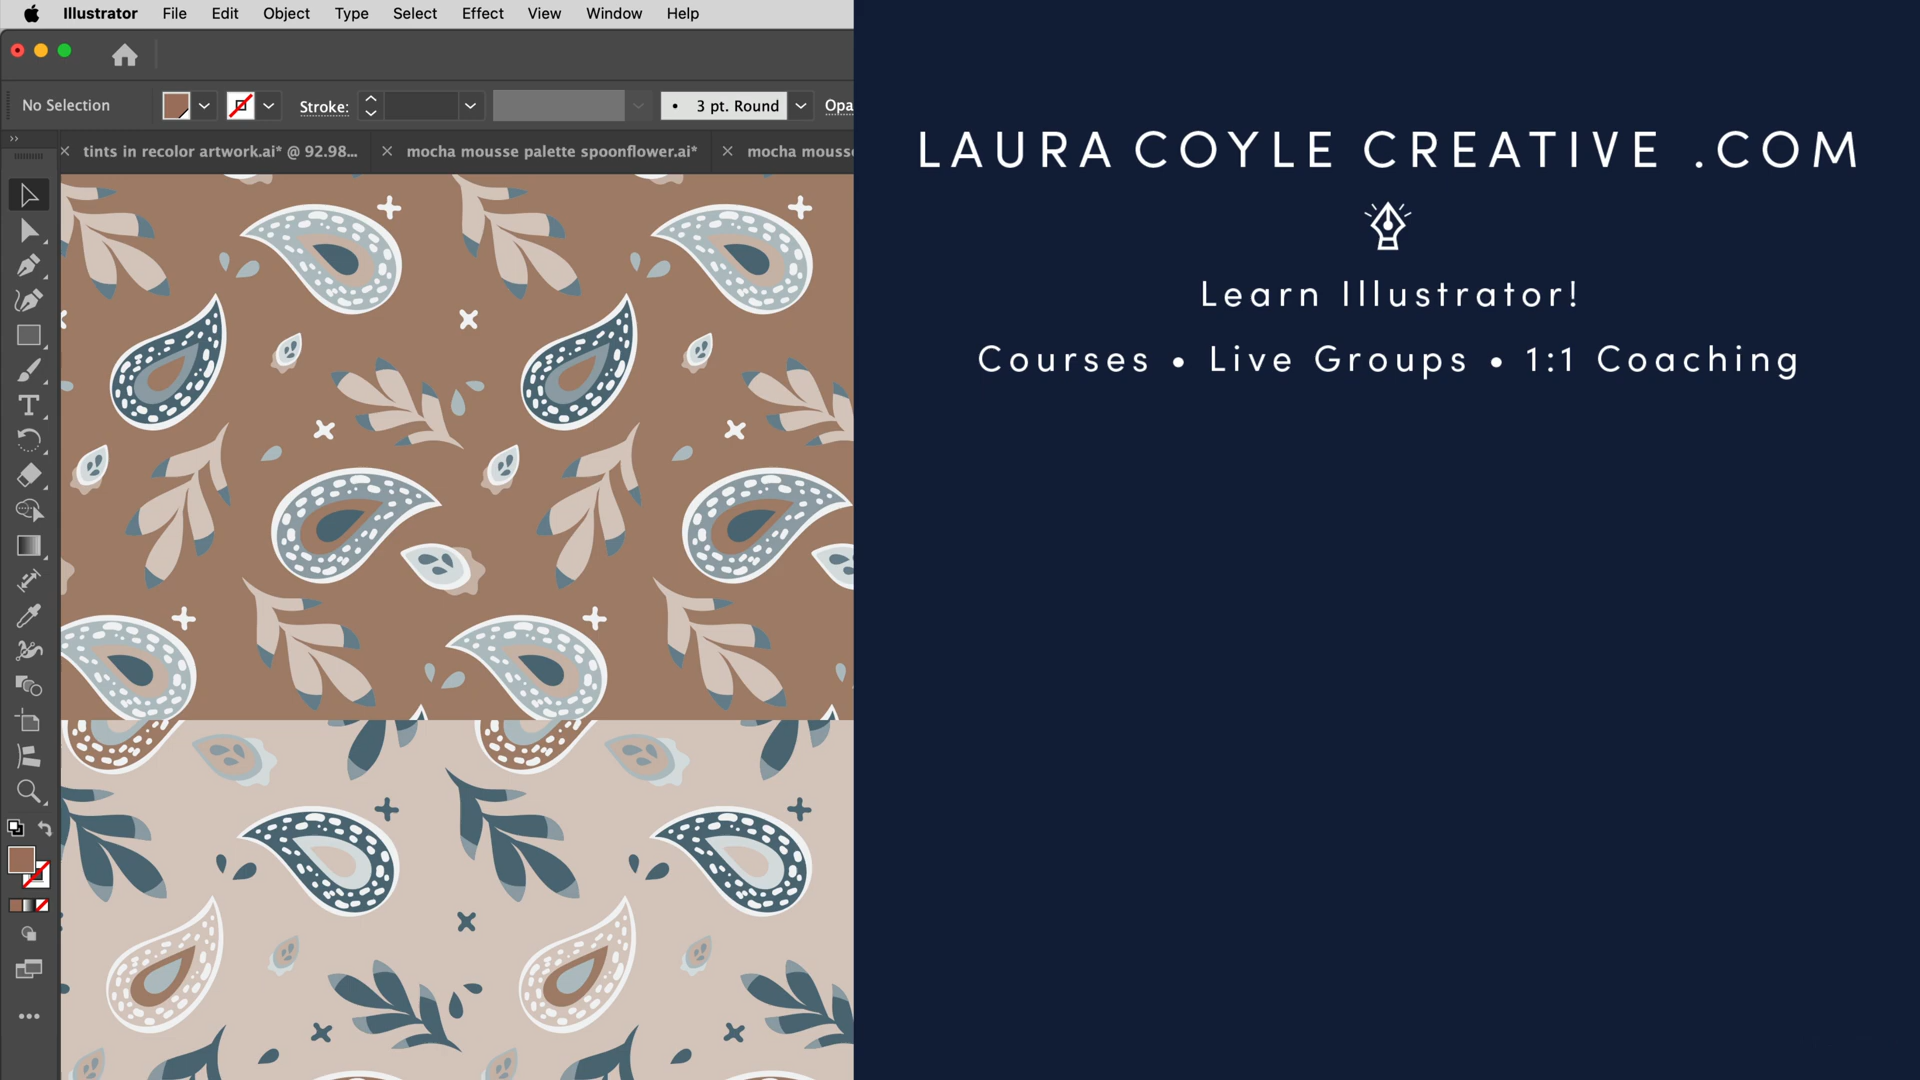 Illustrator File Edit Object Type Select Effect View Window Help
No Selection Stroke: • 3 pt. Round Opa
tints in recolor artwork.ai* @ 92.98... mocha mousse palette spoonflower.ai* mocha mousse
LAURA COYLE CREATIVE .COM
Learn Illustrator!
Courses • Live Groups • 1:1 Coaching